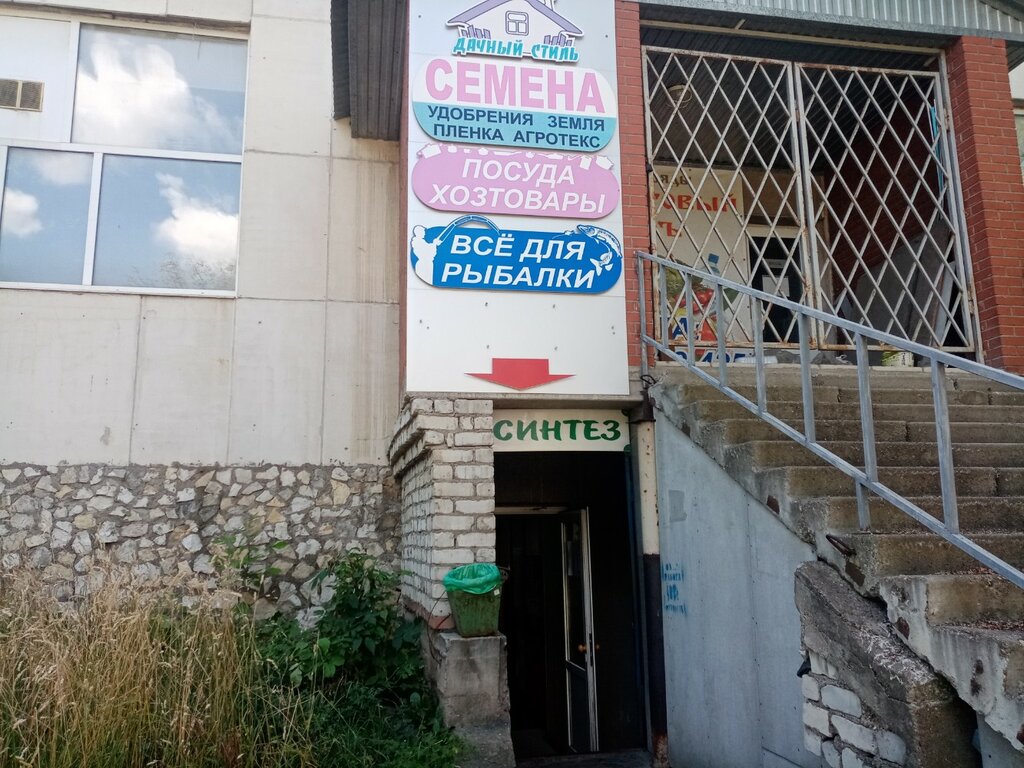 ДАЧНЫЙ СТИЛЬ
СЕМЕНА
УДОБРЕНИЯ ЗЕМЛЯ
ПЛЕНКА АГРОТЕКС
ПОСУДА
ХОЗТОВАРЫ
ВСЁ ДЛЯ
РЫБАЛКИ
СИНТЕЗ